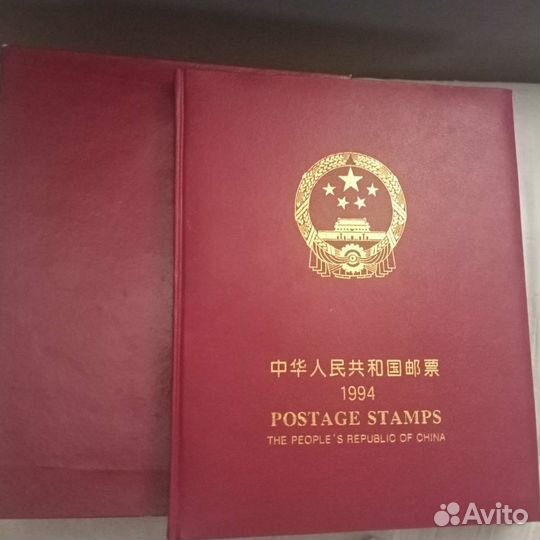 中华人民共和国邮票
1994
POSTAGE STAMPS
THE PEOPLE'S REPUBLIC OF CHINA
Avito